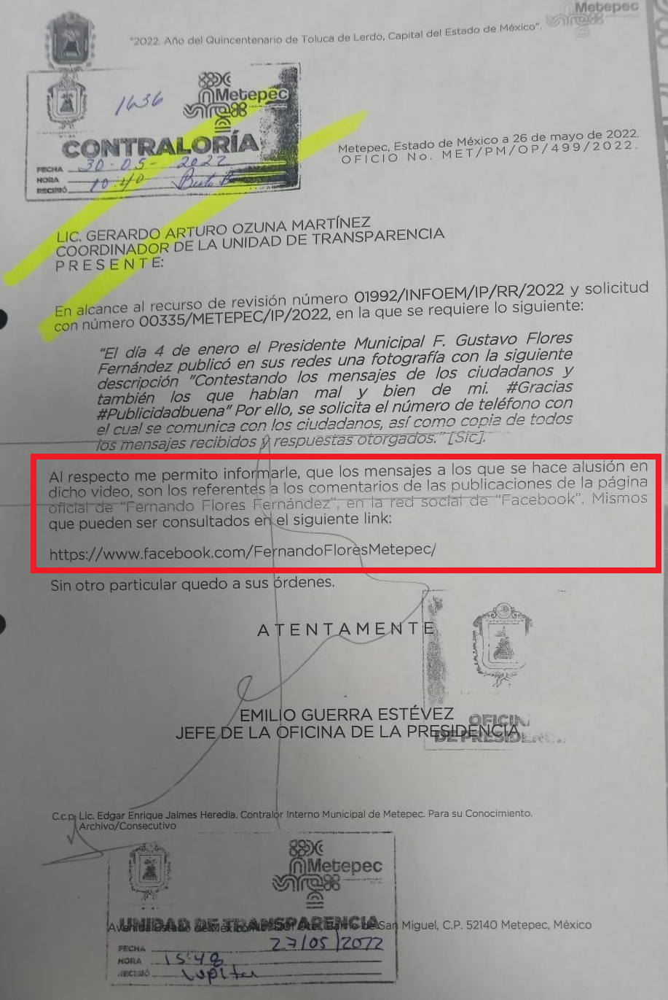 Metepec
"2022. Año del Quincentenario de Toluca de Lerdo, Capital del Estado de México".
1636
Metepec
CONTRALORÍA
FECHA 30-05-2022
HORA 10:40
RECIBIÓ
Metepec, Estado de México a 26 de mayo de 2022.
OFICIO No. MET/PM/OP/499/2022.
LIC. GERARDO ARTURO OZUNA MARTÍNEZ
COORDINADOR DE LA UNIDAD DE TRANSPARENCIA
P R E S E N T E:
En alcance al recurso de revisión número 01992/INFOEM/IP/RR/2022 y solicitud
con número 00335/METEPEC/IP/2022, en la que se requiere lo siguiente:
"El día 4 de enero el Presidente Municipal F. Gustavo Flores
Fernández publicó en sus redes una fotografía con la siguiente
descripción "Contestando los mensajes de los ciudadanos y
también los que hablan mal y bien de mi. #Gracias
#Publicidadbuena" Por ello, se solicita el número de teléfono con
el cual se comunica con los ciudadanos, así como copia de todos
los mensajes recibidos y respuestas otorgados." [Sic].
Al respecto me permito informarle, que los mensajes a los que se hace alusión en
dicho video, son los referentes a los comentarios de las publicaciones de la página
oficial de "Fernando Flores Fernández", en la red social de "Facebook". Mismos
que pueden ser consultados en el siguiente link:
https://www.facebook.com/FernandoFloresMetepec/
Sin otro particular quedo a sus órdenes.
A T E N T A M E N T E
EMILIO GUERRA ESTÉVEZ
JEFE DE LA OFICINA DE LA PRESIDENCIA
OFICIN
DE PRESIDENC
C.c.p. Lic. Edgar Enrique Jaimes Heredia. Contralor Interno Municipal de Metepec. Para su Conocimiento.
Archivo/Consecutivo
Metepec
UNIDAD DE TRANSPARENCIA
Avenida Estado de México San Miguel, C.P. 52140 Metepec, México
FECHA 27/05/2022
HORA 15:48
RECIBIÓ Lupita